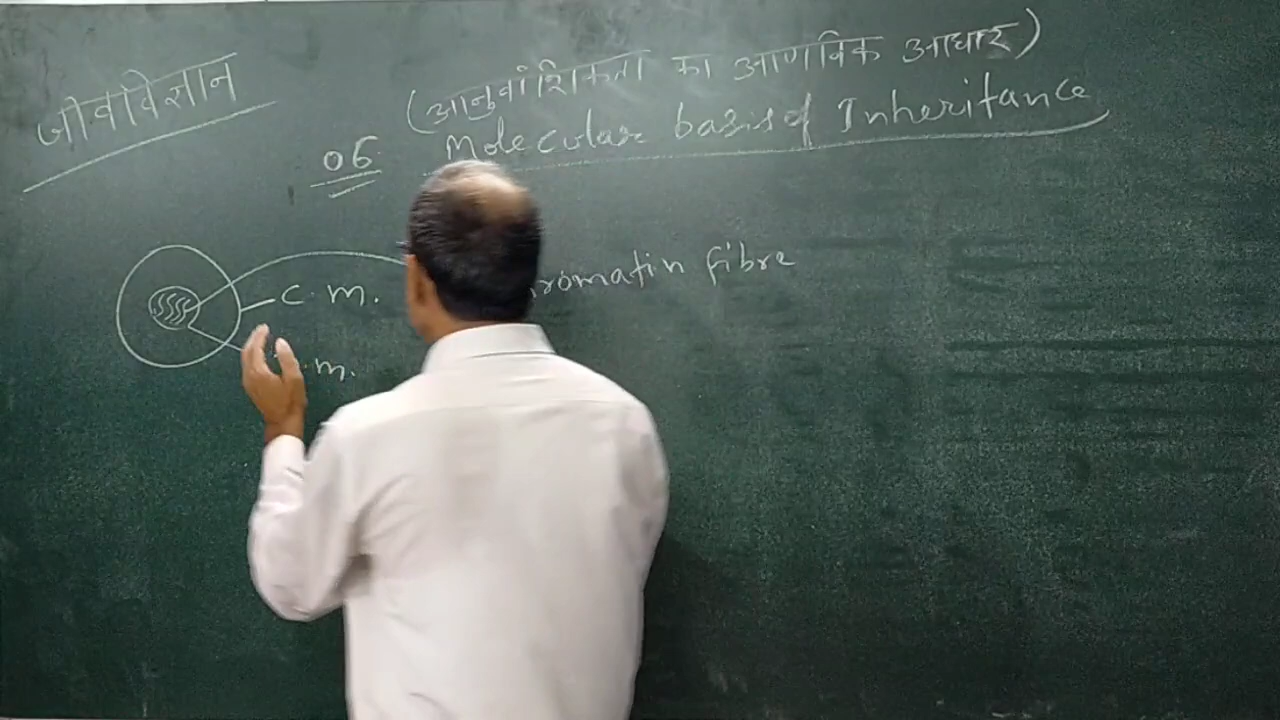 जीवविज्ञान
(आनुवांशिकता का आणविक आधार)
06 Molecular basis of Inheritance
romatin fibre
C.m.
.m.